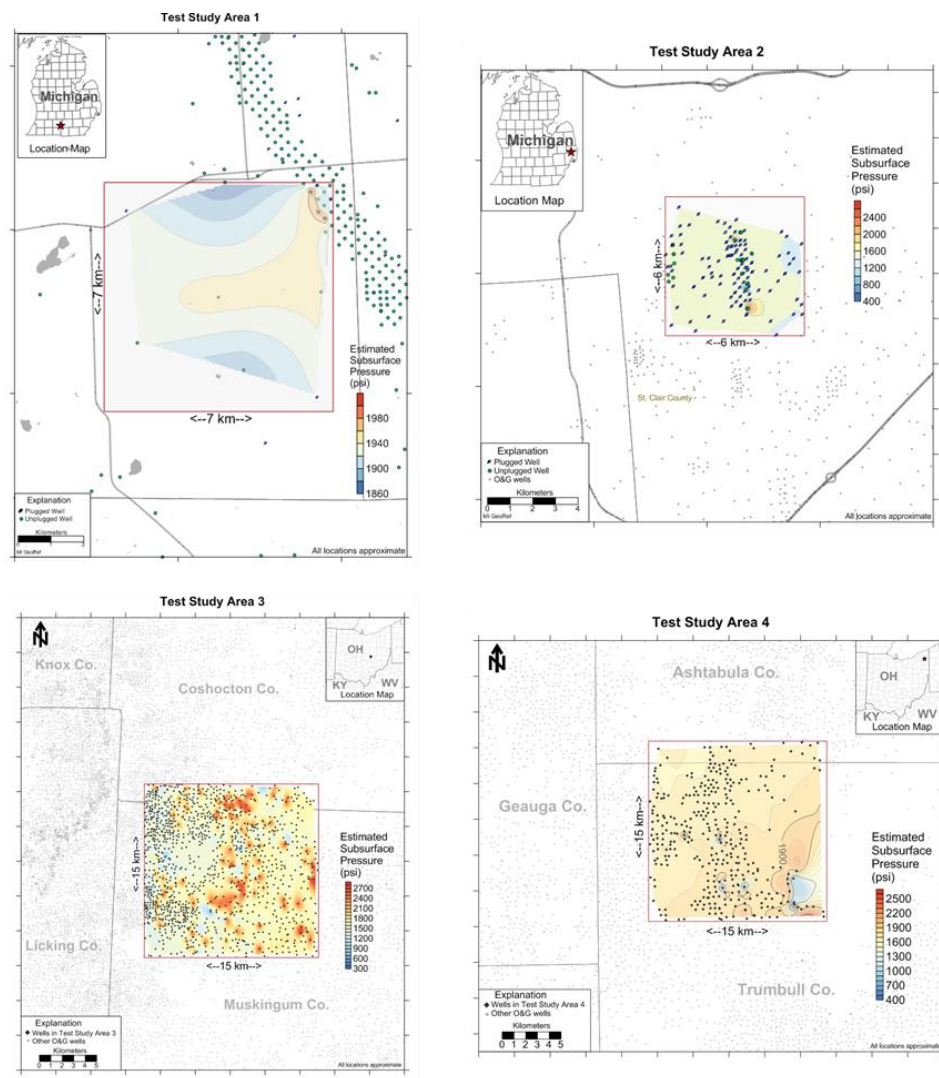 Test Study Area 1
Michigan
Location Map
<--7 km-->
<--7 km-->
Estimated
Subsurface
Pressure
(psi)
1980
1940
1900
1860
Explanation
Plugged Well
Unplugged Well
Kilometers
MI GeoRef
All locations approximate
Test Study Area 2
Michigan
Location Map
Estimated
Subsurface
Pressure
(psi)
2400
2000
1600
1200
800
400
<--6 km-->
<--6 km-->
St. Clair County
Explanation
Plugged Well
Unplugged Well
O&G wells
Kilometers
0 1 2 3 4
MI GeoRef
All locations approximate
Test Study Area 3
N
Knox Co.
Coshocton Co.
OH
KY
WV
Location Map
<--15 km-->
<--15 km-->
Estimated
Subsurface
Pressure
(psi)
2700
2400
2100
1800
1500
1200
900
600
300
Licking Co.
Muskingum Co.
Explanation
Wells in Test Study Area 3
Other O&G wells
Kilometers
0 1 2 3 4 5
All locations approximate
Test Study Area 4
N
Ashtabula Co.
OH
KY
WV
Location Map
Geauga Co.
<--15 km-->
1900
<--15 km-->
Estimated
Subsurface
Pressure
(psi)
2500
2200
1900
1600
1300
1000
700
400
Trumbull Co.
Explanation
Wells in Test Study Area 4
Other O&G wells
Kilometers
0 1 2 3 4 5
All locations approximate